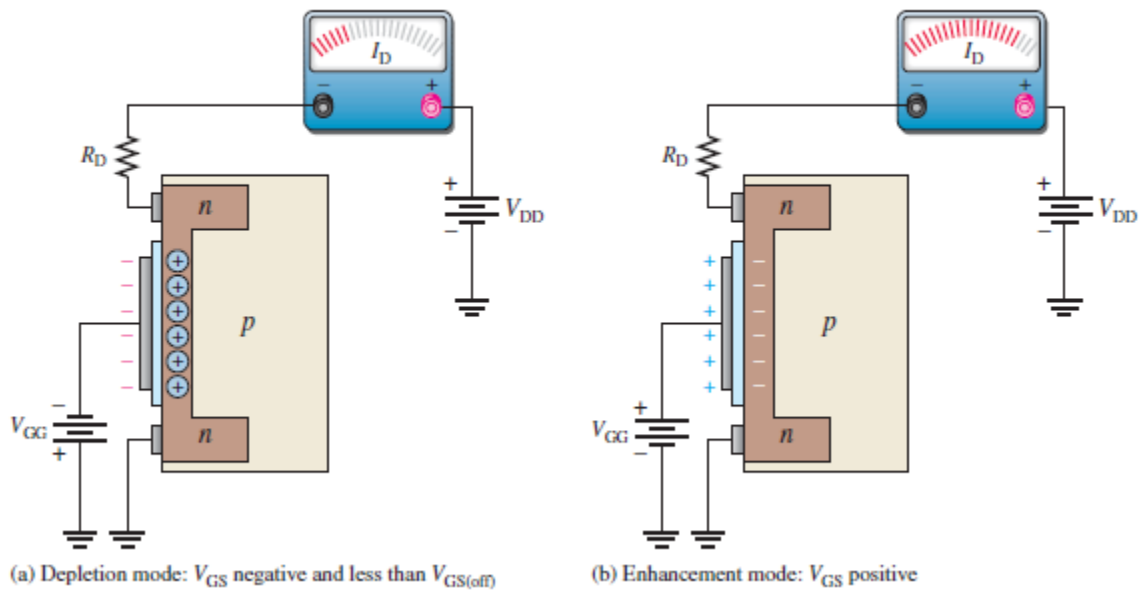 I_D
− +
R_D
n
+
V_DD
−
− + 
− +
− +
p
− +
− +
− +
−
V_GG
+
n
(a) Depletion mode: V_GS negative and less than V_GS(off)
I_D
− +
R_D
n
+
V_DD
−
+ −
+ −
+ −
p
+ −
+ −
+ −
+
V_GG
−
n
(b) Enhancement mode: V_GS positive